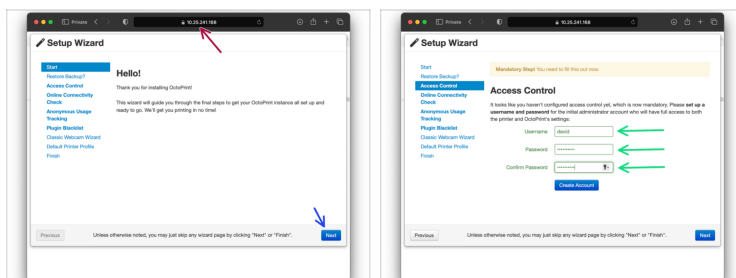 Private
10.25.241.168
Setup Wizard
Start
Restore Backup?
Access Control
Online Connectivity
Check
Anonymous Usage
Tracking
Plugin Blacklist
Classic Webcam Wizard
Default Printer Profile
Finish
Hello!
Thank you for installing OctoPrint!
This wizard will guide you through the final steps to get your OctoPrint instance all set up and
ready to go. We'll get you printing in no time!
Previous
Unless otherwise noted, you may just skip any wizard page by clicking "Next" or "Finish".
Next
Private
10.25.241.168
Setup Wizard
Start
Restore Backup?
Access Control
Online Connectivity
Check
Anonymous Usage
Tracking
Plugin Blacklist
Classic Webcam Wizard
Default Printer Profile
Finish
Mandatory Step! You need to fill this out now.
Access Control
It looks like you haven't configured access control yet, which is now mandatory. Please set up a
username and password for the initial administrator account who will have full access to both
the printer and OctoPrint's settings:
Username
david
Password
Confirm Password
Create Account
Previous
Unless otherwise noted, you may just skip any wizard page by clicking "Next" or "Finish".
Next